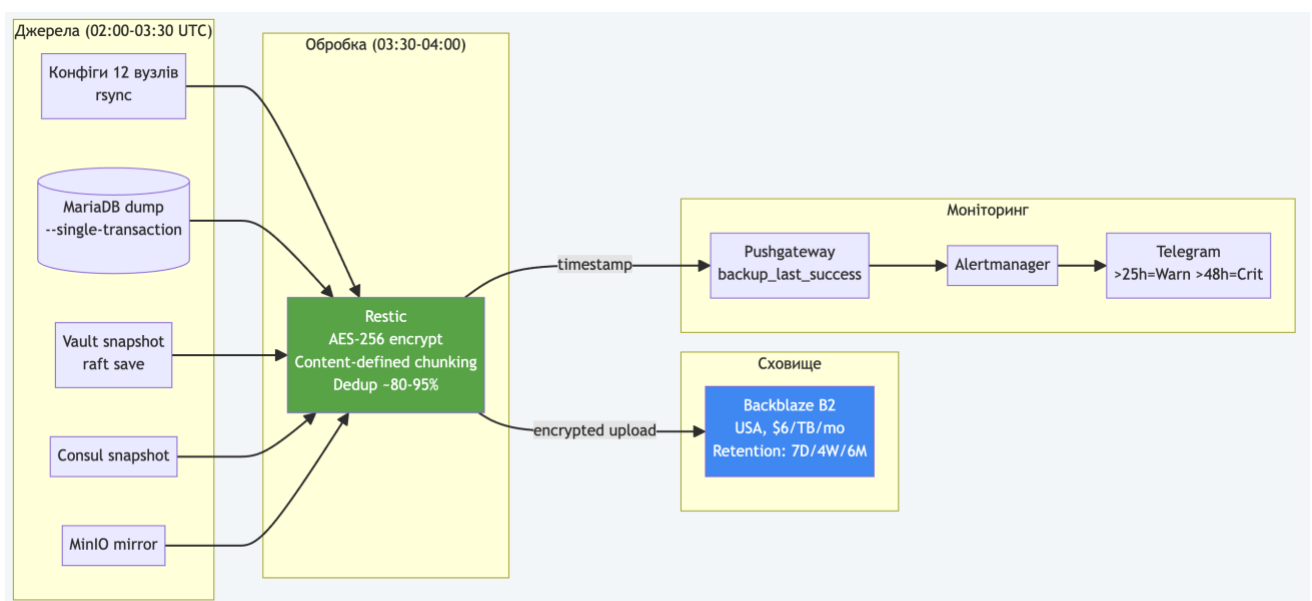 Джерела (02:00-03:30 UTC)
Конфіги 12 вузлів
rsync
MariaDB dump
--single-transaction
Vault snapshot
raft save
Consul snapshot
MinIO mirror
Обробка (03:30-04:00)
Restic
AES-256 encrypt
Content-defined chunking
Dedup ~80-95%
timestamp
encrypted upload
Моніторинг
Pushgateway
backup_last_success
Alertmanager
Telegram
>25h=Warn >48h=Crit
Сховище
Backblaze B2
USA, $6/TB/mo
Retention: 7D/4W/6M